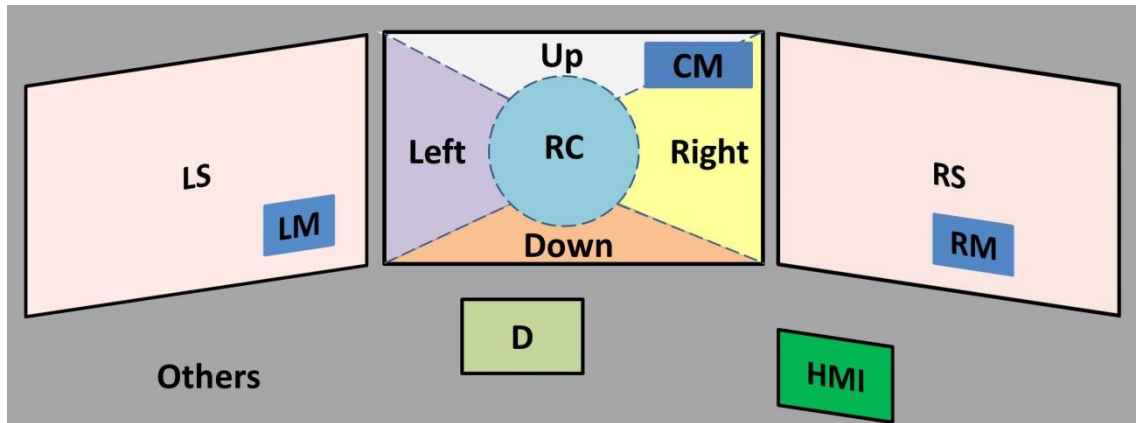 Up
CM
Left
RC
Right
LS
RS
LM
RM
Down
D
Others
HMI